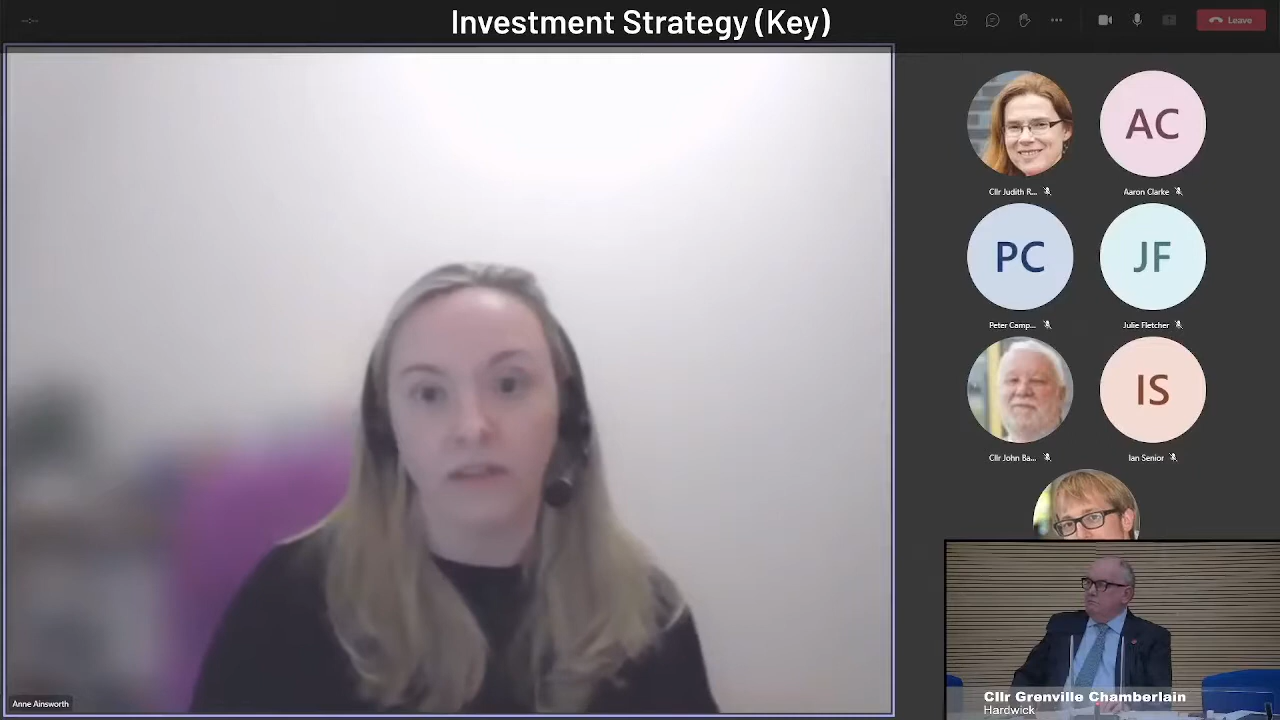 Investment Strategy (Key)
Leave
AC
Cllr Judith R...
Aaron Clarke
PC
JF
Peter Camp...
Julie Fletcher
IS
Cllr John Ba...
Ian Senior
Anne Ainsworth
Cllr Grenville Chamberlain
Hardwick